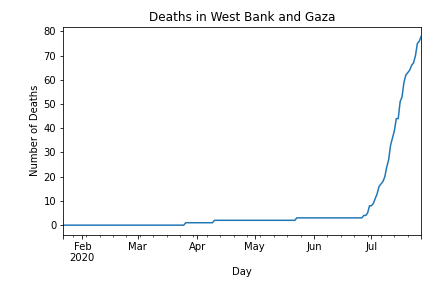 Deaths in West Bank and Gaza
80
70
60
50
40
30
20
10
0
Number of Deaths
Feb Mar Apr May Jun Jul
2020
Day